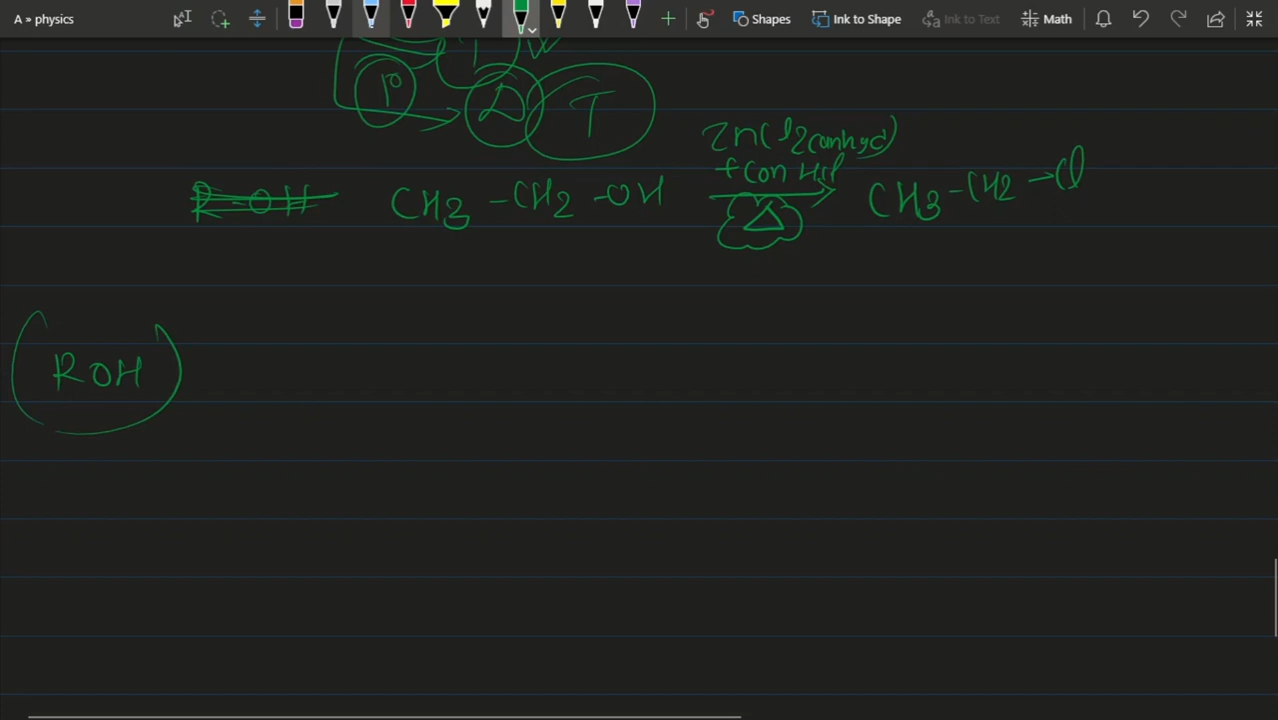 A » physics
Shapes
Ink to Shape
Ink to Text
Math
P
D
T
ZnCl2(anhyd)
+ Con HCl
R - OH CH3 - CH2 - OH Δ CH3 - CH2 - Cl
ROH